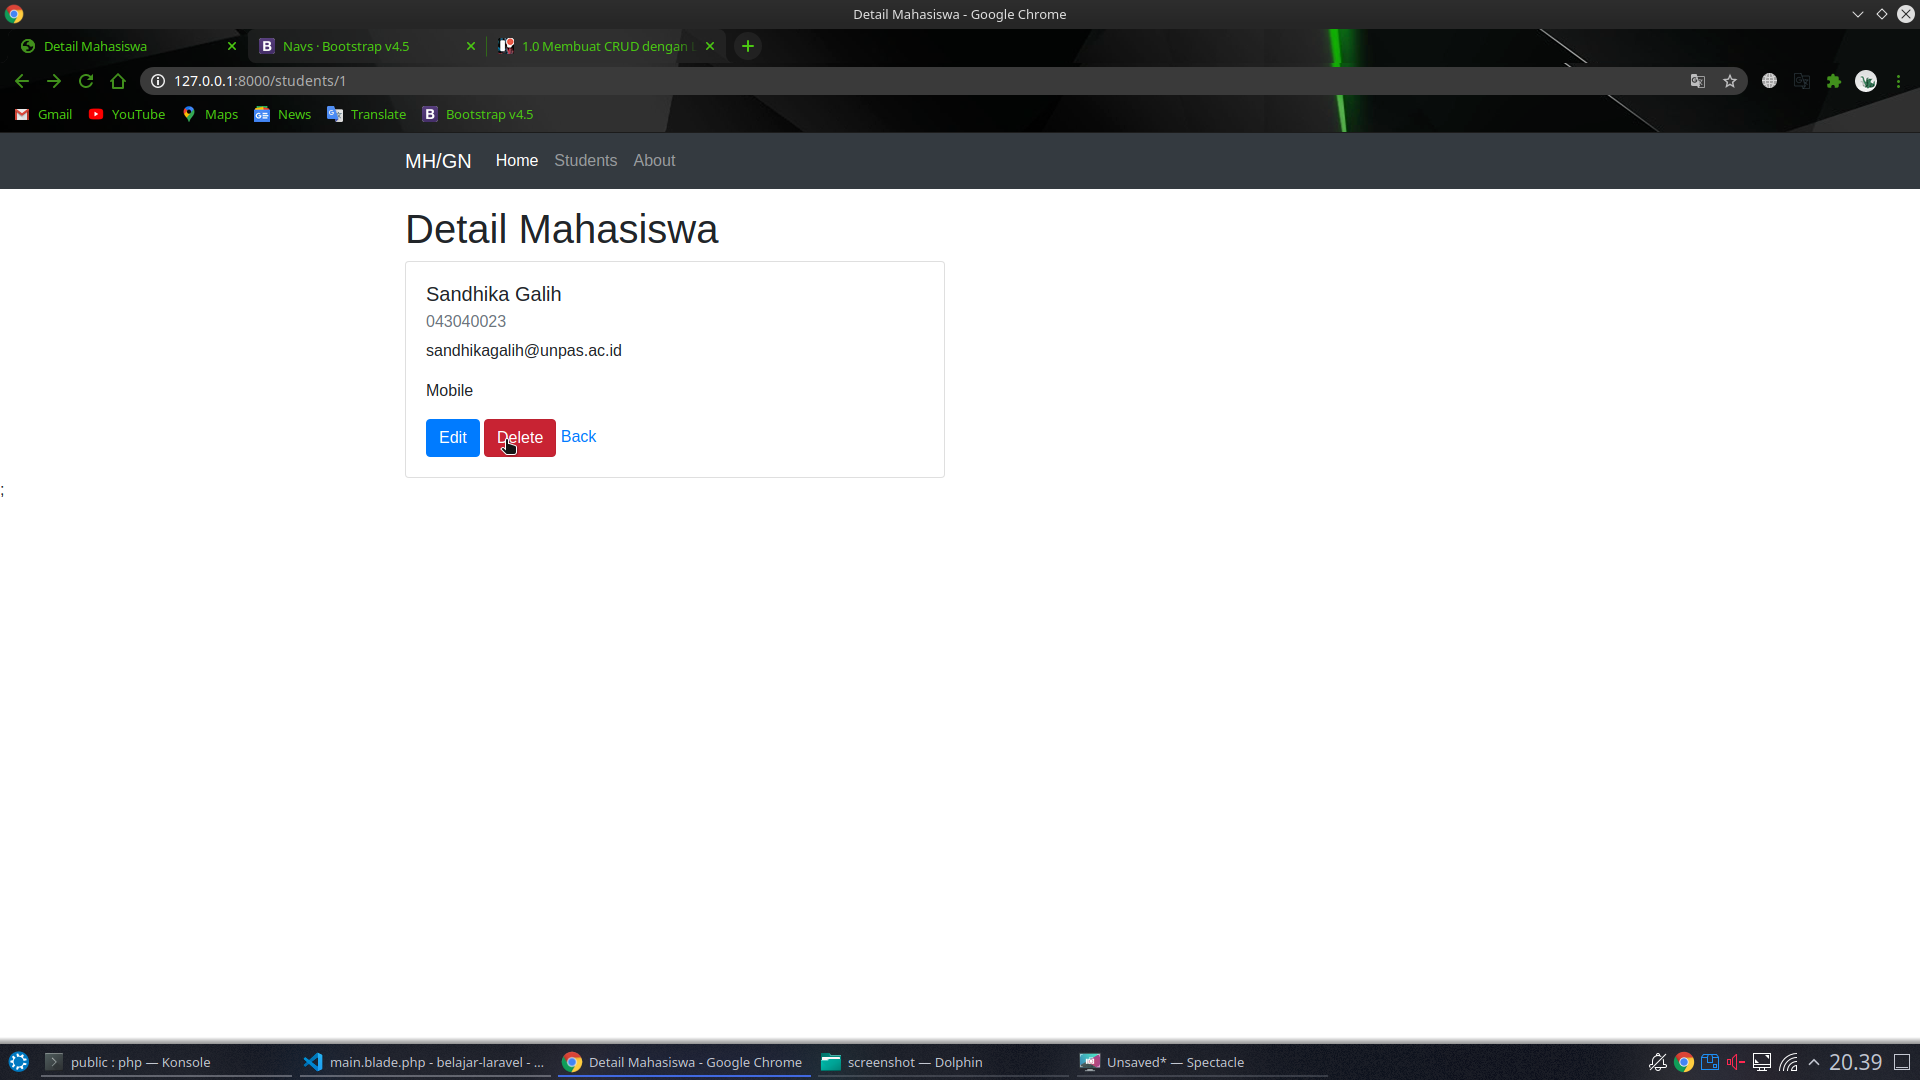 Detail Mahasiswa - Google Chrome
Detail Mahasiswa
B Navs · Bootstrap v4.5
1.0 Membuat CRUD dengan
127.0.0.1:8000/students/1
Gmail YouTube Maps News Translate B Bootstrap v4.5
MH/GN Home Students About
Detail Mahasiswa
Sandhika Galih
043040023
sandhikagalih@unpas.ac.id
Mobile
Edit Delete Back
;
public : php — Konsole
main.blade.php - belajar-laravel - ...
Detail Mahasiswa - Google Chrome
screenshot — Dolphin
Unsaved* — Spectacle
20.39